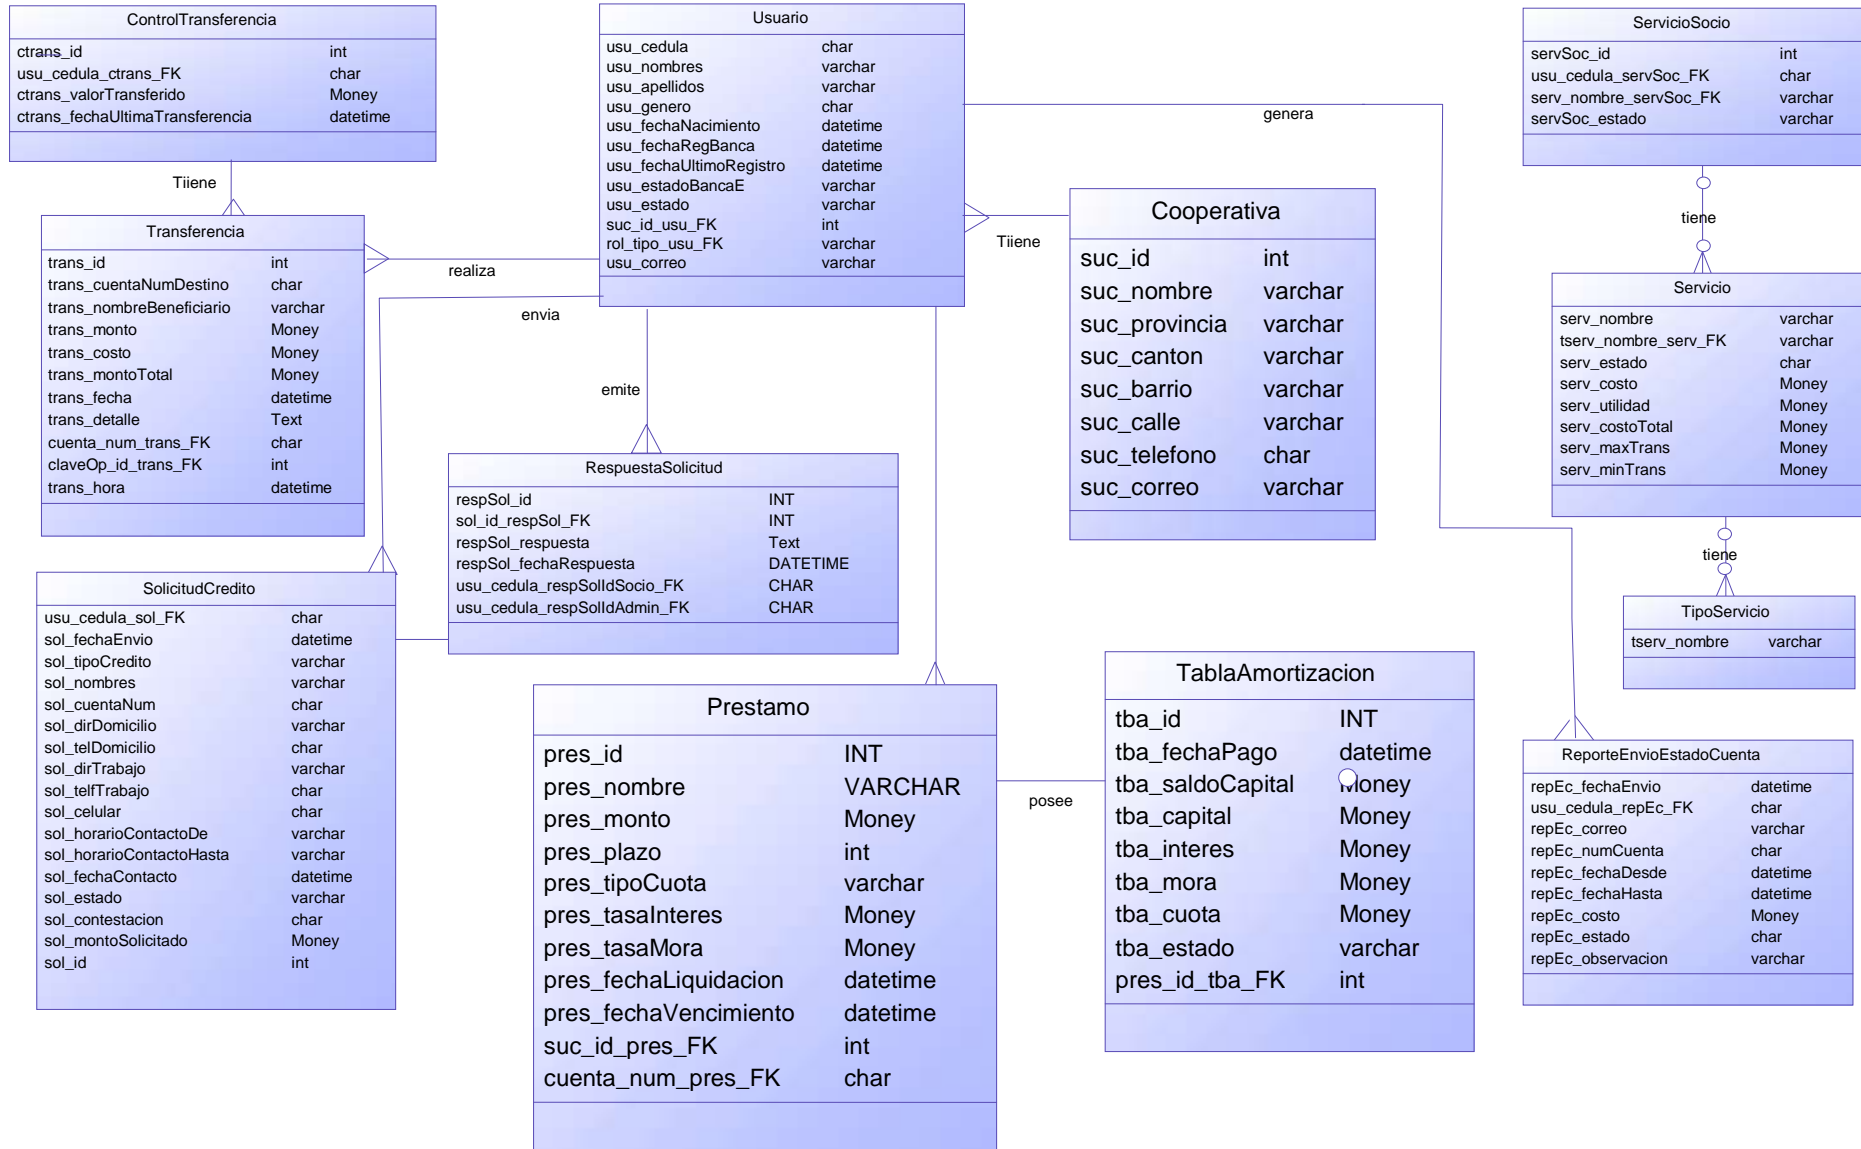 ControlTransferencia
ctrans_id int
usu_cedula_ctrans_FK char
ctrans_valorTransferido Money
ctrans_fechaUltimaTransferencia datetime
Tiiene
Transferencia
trans_id int
trans_cuentaNumDestino char
trans_nombreBeneficiario varchar
trans_monto Money
trans_costo Money
trans_montoTotal Money
trans_fecha datetime
trans_detalle Text
cuenta_num_trans_FK char
claveOp_id_trans_FK int
trans_hora datetime
Usuario
usu_cedula char
usu_nombres varchar
usu_apellidos varchar
usu_genero char
usu_fechaNacimiento datetime
usu_fechaRegBanca datetime
usu_fechaUltimoRegistro datetime
usu_estadoBancaE varchar
usu_estado varchar
suc_id_usu_FK int
rol_tipo_usu_FK varchar
usu_correo varchar
realiza
envia
emite
genera
Tiiene
Cooperativa
suc_id int
suc_nombre varchar
suc_provincia varchar
suc_canton varchar
suc_barrio varchar
suc_calle varchar
suc_telefono char
suc_correo varchar
ServicioSocio
servSoc_id int
usu_cedula_servSoc_FK char
serv_nombre_servSoc_FK varchar
servSoc_estado varchar
tiene
Servicio
serv_nombre varchar
tserv_nombre_serv_FK varchar
serv_estado char
serv_costo Money
serv_utilidad Money
serv_costoTotal Money
serv_maxTrans Money
serv_minTrans Money
tiene
TipoServicio
tserv_nombre varchar
RespuestaSolicitud
respSol_id INT
sol_id_respSol_FK INT
respSol_respuesta Text
respSol_fechaRespuesta DATETIME
usu_cedula_respSolIdSocio_FK CHAR
usu_cedula_respSolIdAdmin_FK CHAR
SolicitudCredito
usu_cedula_sol_FK char
sol_fechaEnvio datetime
sol_tipoCredito varchar
sol_nombres varchar
sol_cuentaNum char
sol_dirDomicilio varchar
sol_telDomicilio char
sol_dirTrabajo varchar
sol_telfTrabajo char
sol_celular char
sol_horarioContactoDe varchar
sol_horarioContactoHasta varchar
sol_fechaContacto datetime
sol_estado varchar
sol_contestacion char
sol_montoSolicitado Money
sol_id int
Prestamo
pres_id INT
pres_nombre VARCHAR
pres_monto Money
pres_plazo int
pres_tipoCuota varchar
pres_tasaInteres Money
pres_tasaMora Money
pres_fechaLiquidacion datetime
pres_fechaVencimiento datetime
suc_id_pres_FK int
cuenta_num_pres_FK char
posee
TablaAmortizacion
tba_id INT
tba_fechaPago datetime
tba_saldoCapital Money
tba_capital Money
tba_interes Money
tba_mora Money
tba_cuota Money
tba_estado varchar
pres_id_tba_FK int
ReporteEnvioEstadoCuenta
repEc_fechaEnvio datetime
usu_cedula_repEc_FK char
repEc_correo varchar
repEc_numCuenta char
repEc_fechaDesde datetime
repEc_fechaHasta datetime
repEc_costo Money
repEc_estado char
repEc_observacion varchar